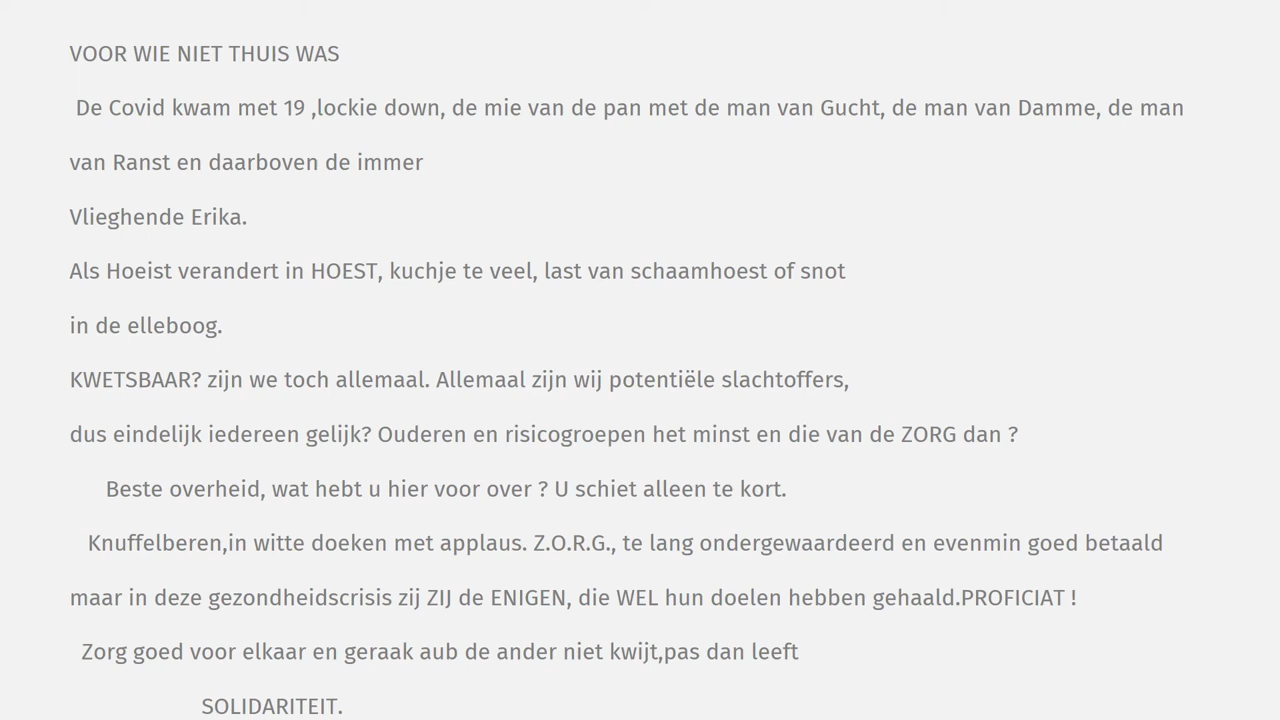 VOOR WIE NIET THUIS WAS
De Covid kwam met 19 ,lockie down, de mie van de pan met de man van Gucht, de man van Damme, de man
van Ranst en daarboven de immer
Vlieghende Erika.
Als Hoeist verandert in HOEST, kuchje te veel, last van schaamhoest of snot
in de elleboog.
KWETSBAAR? zijn we toch allemaal. Allemaal zijn wij potentiële slachtoffers,
dus eindelijk iedereen gelijk? Ouderen en risicogroepen het minst en die van de ZORG dan ?
Beste overheid, wat hebt u hier voor over ? U schiet alleen te kort.
Knuffelberen,in witte doeken met applaus. Z.O.R.G., te lang ondergewaardeerd en evenmin goed betaald
maar in deze gezondheidscrisis zij ZIJ de ENIGEN, die WEL hun doelen hebben gehaald.PROFICIAT !
Zorg goed voor elkaar en geraak aub de ander niet kwijt,pas dan leeft
SOLIDARITEIT.